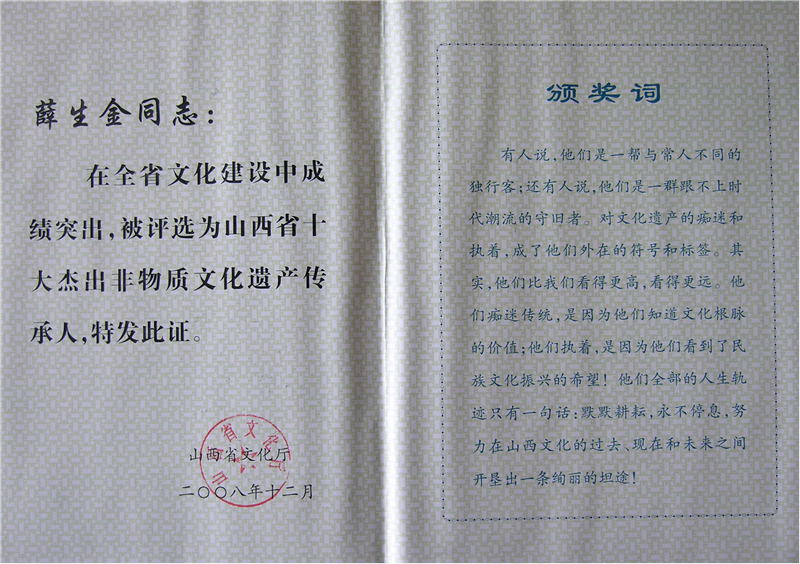 薛生金同志：
在全省文化建设中成
绩突出，被评选为山西省十
大杰出非物质文化遗产传
承人，特发此证。
山西省文化厅
二〇〇八年十二月
山西省文化厅
颁奖词
有人说，他们是一帮与常人不同的
独行客；还有人说，他们是一群跟不上时
代潮流的守旧者。对文化遗产的痴迷和
执着，成了他们外在的符号和标签。其
实，他们比我们看得更高，看得更远。他
们痴迷传统，是因为他们知道文化根脉
的价值；他们执着，是因为他们看到了民
族文化振兴的希望！他们全部的人生轨
迹只有一句话：默默耕耘，永不停息，努
力在山西文化的过去、现在和未来之间
开垦出一条绚丽的坦途！